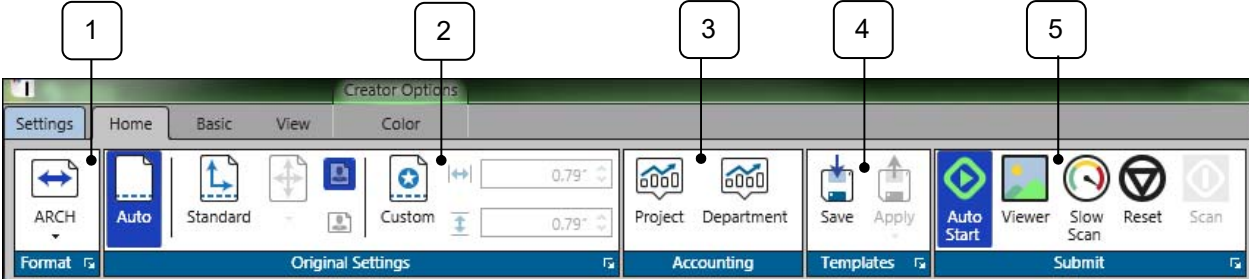 1
2
3
4
5
Creator Options
Settings Home Basic View Color
ARCH Auto Standard Custom 0.79" 0.79" Project Department Save Apply Auto Start Viewer Slow Scan Reset Scan
Format Original Settings Accounting Templates Submit